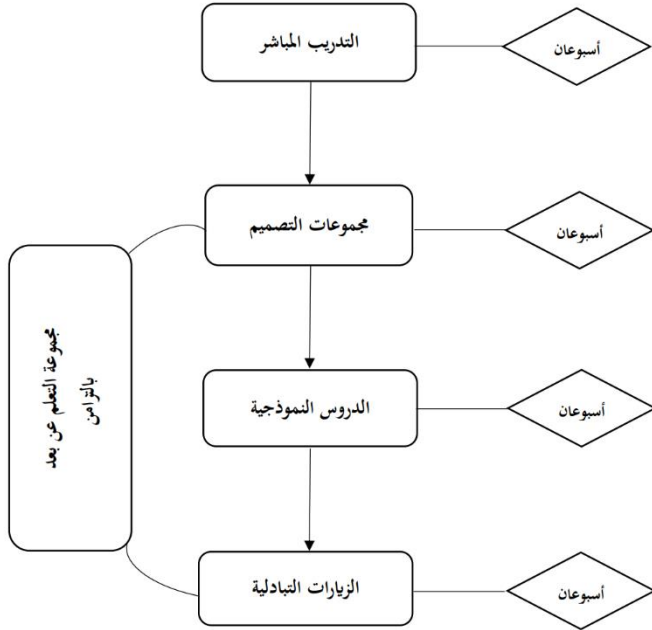 التدريب المباشر
أسبوعان
مجموعات التصميم
أسبوعان
مجموعة التعلم عن بعد
بالتزامن
الدروس النموذجية
أسبوعان
الزيارات التبادلية
أسبوعان